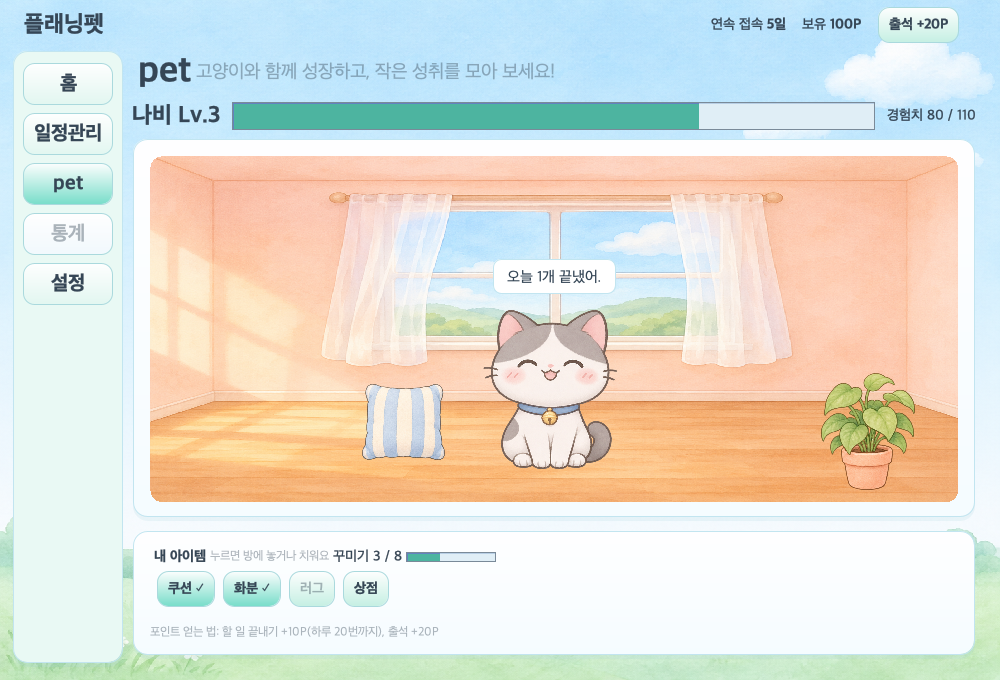 플래닝펫
연속 접속 5일 보유 100P 출석 +20P
홈
일정관리
pet
통계
설정
pet 고양이와 함께 성장하고, 작은 성취를 모아 보세요!
나비 Lv.3 경험치 80 / 110
오늘 1개 끝냈어.
내 아이템 누르면 방에 놓거나 치워요 꾸미기 3 / 8
쿠션 ✓ 화분 ✓ 러그 상점
포인트 얻는 법: 할 일 끝내기 +10P(하루 20번까지), 출석 +20P